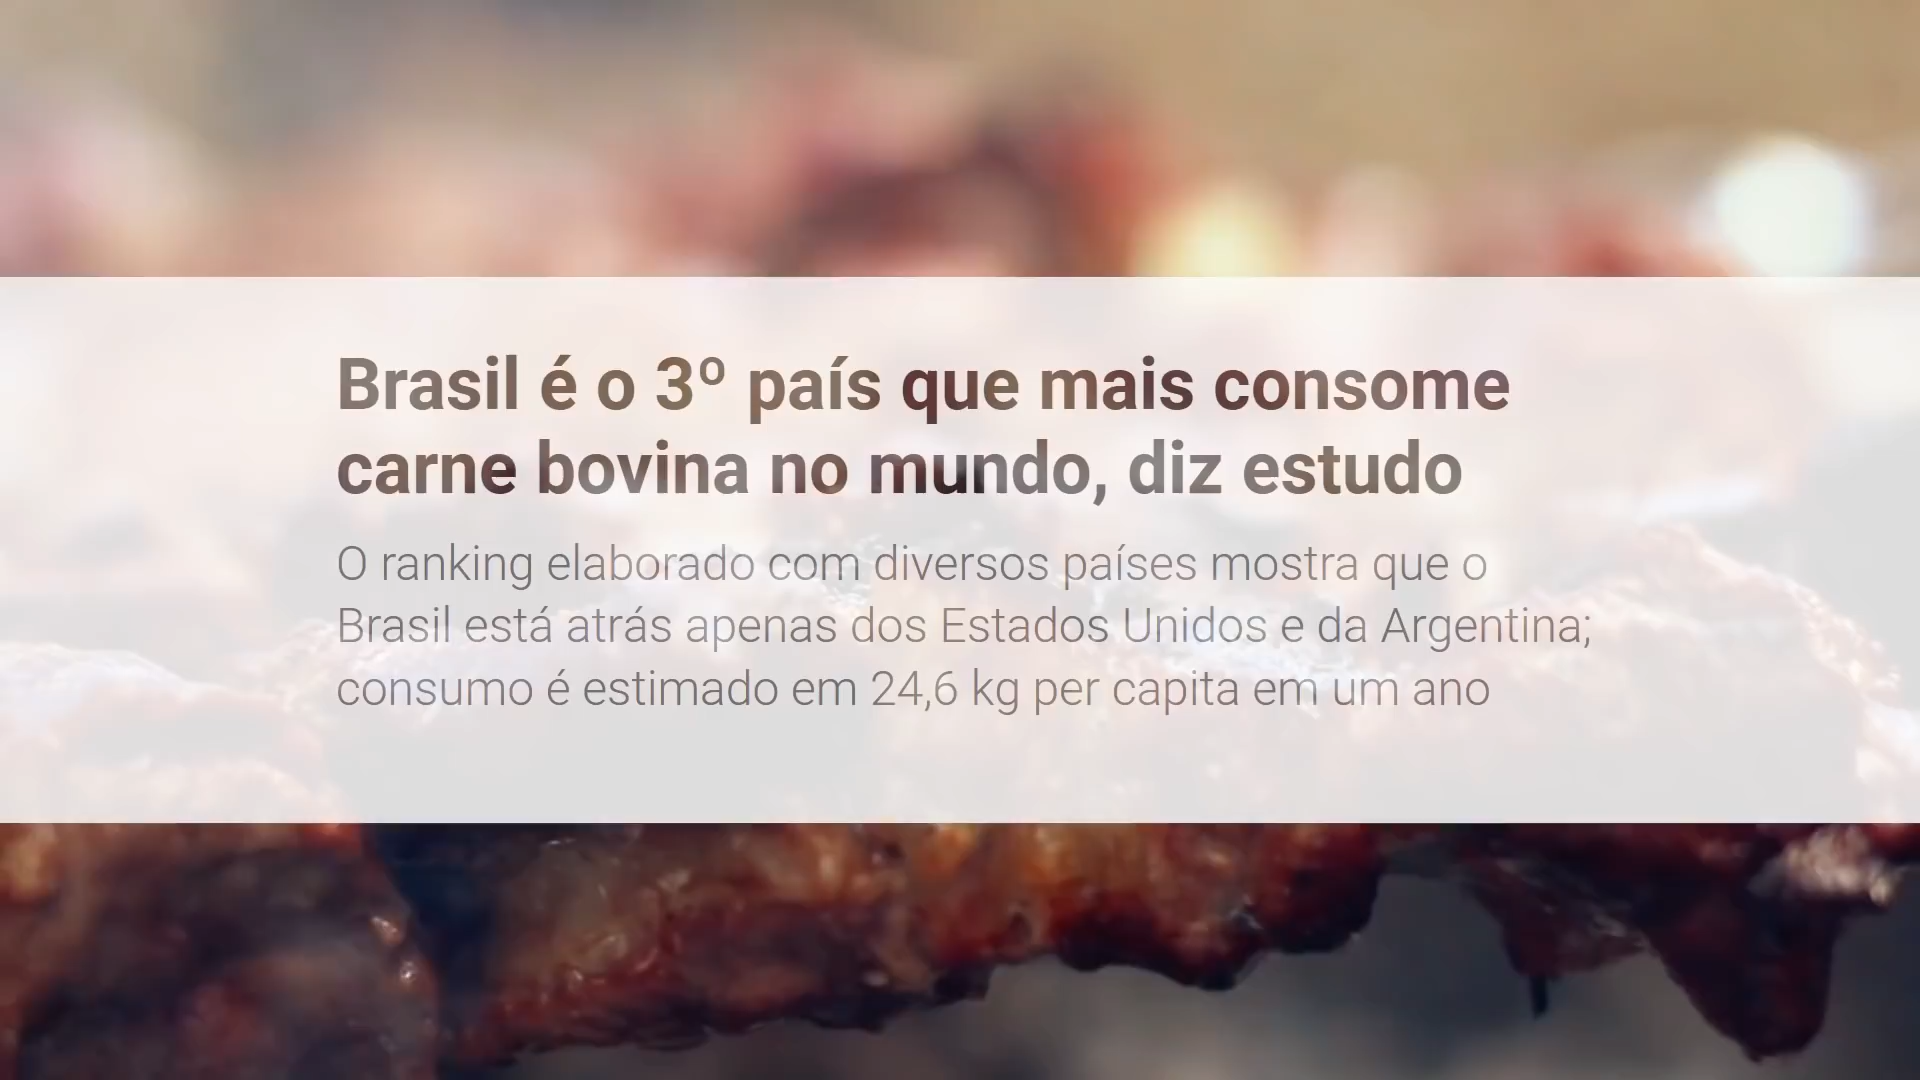 Brasil é o 3º país que mais consome
carne bovina no mundo, diz estudo
O ranking elaborado com diversos países mostra que o
Brasil está atrás apenas dos Estados Unidos e da Argentina;
consumo é estimado em 24,6 kg per capita em um ano